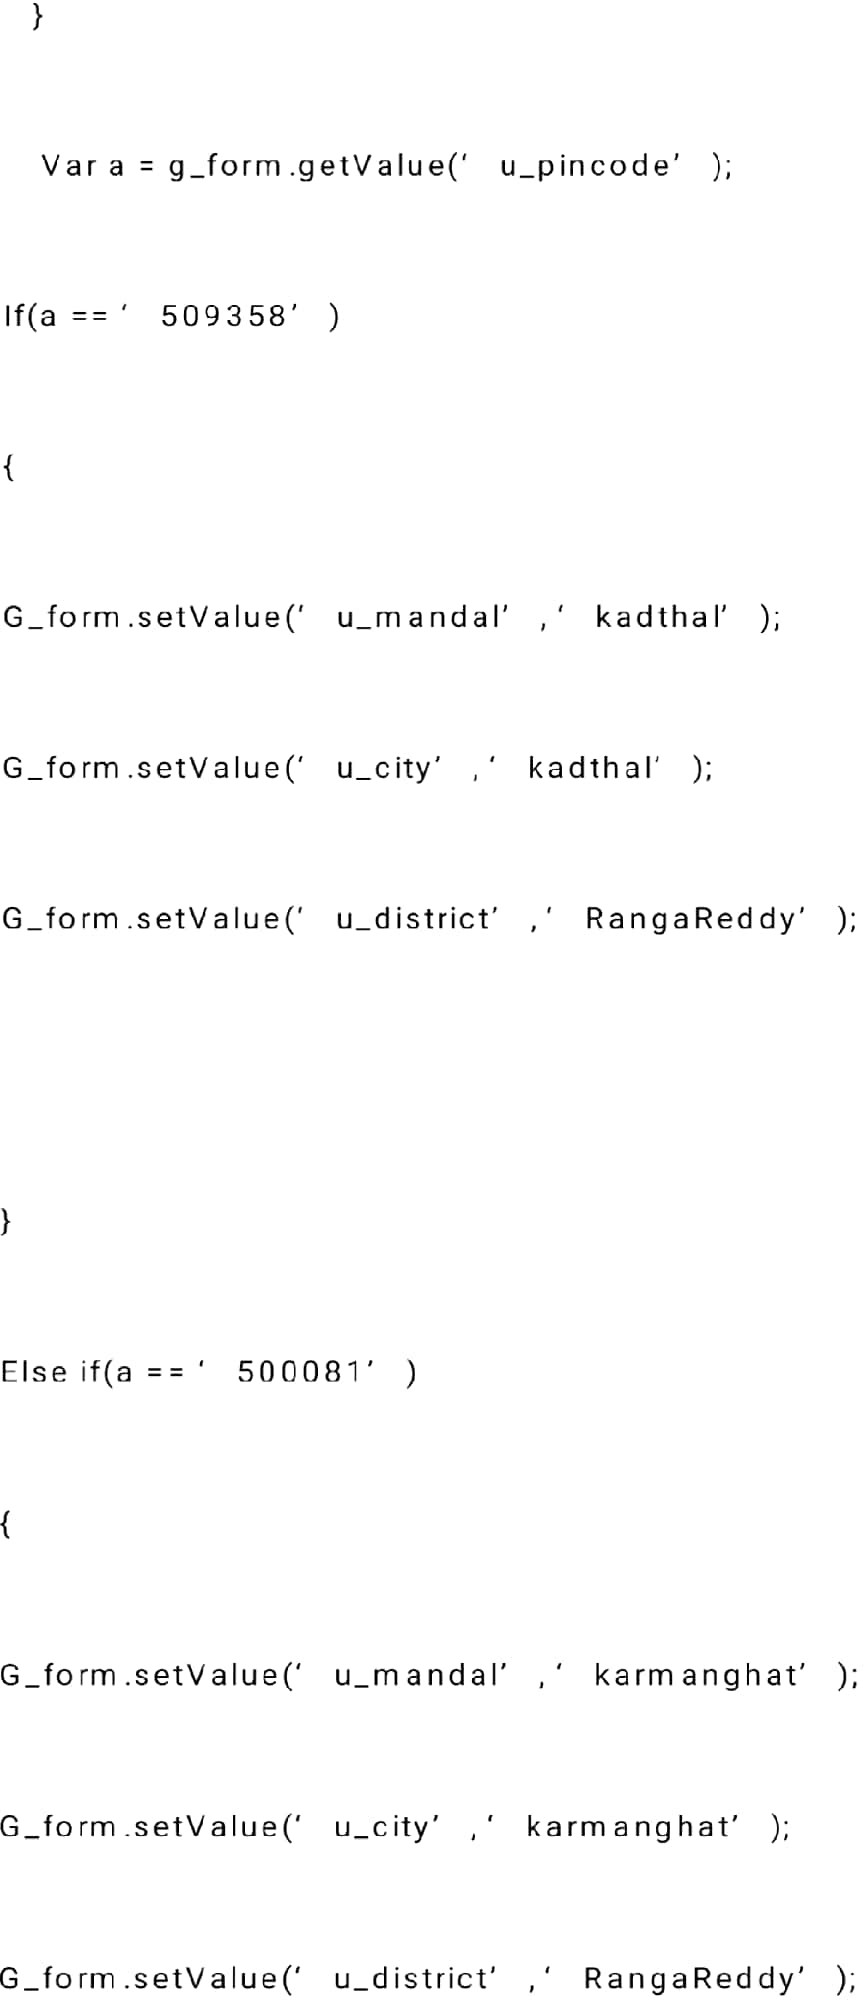 }
Var a = g_form.getValue(‘ u_pincode’ );
If(a == ‘ 509358’ )
{
G_form.setValue(‘ u_mandal’ ,‘ kadthal’ );
G_form.setValue(‘ u_city’ ,‘ kadthal’ );
G_form.setValue(‘ u_district’ ,‘ RangaReddy’ );
}
Else if(a == ‘ 500081’ )
{
G_form.setValue(‘ u_mandal’ ,‘ karmanghat’ );
G_form.setValue(‘ u_city’ ,‘ karmanghat’ );
G_form.setValue(‘ u_district’ ,‘ RangaReddy’ );